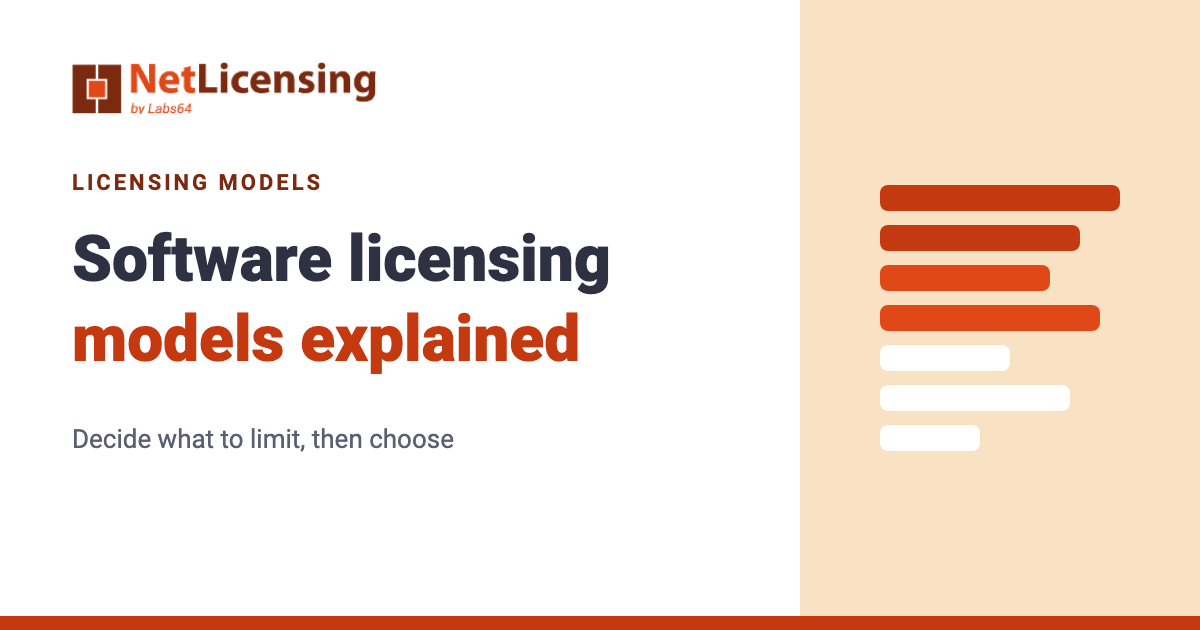 NetLicensing
by Labs64
LICENSING MODELS
Software licensing
models explained
Decide what to limit, then choose